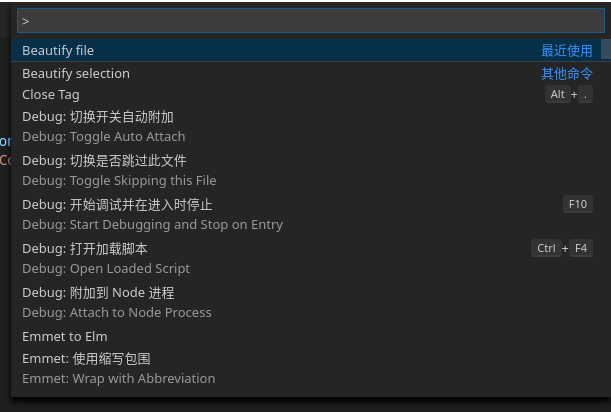 >
Beautify file 最近使用
Beautify selection 其他命令
Close Tag Alt + .
Debug: 切换开关自动附加
Debug: Toggle Auto Attach
Debug: 切换是否跳过此文件
Debug: Toggle Skipping this File
Debug: 开始调试并在进入时停止 F10
Debug: Start Debugging and Stop on Entry
Debug: 打开加载脚本 Ctrl + F4
Debug: Open Loaded Script
Debug: 附加到 Node 进程
Debug: Attach to Node Process
Emmet to Elm
Emmet: 使用缩写包围
Emmet: Wrap with Abbreviation